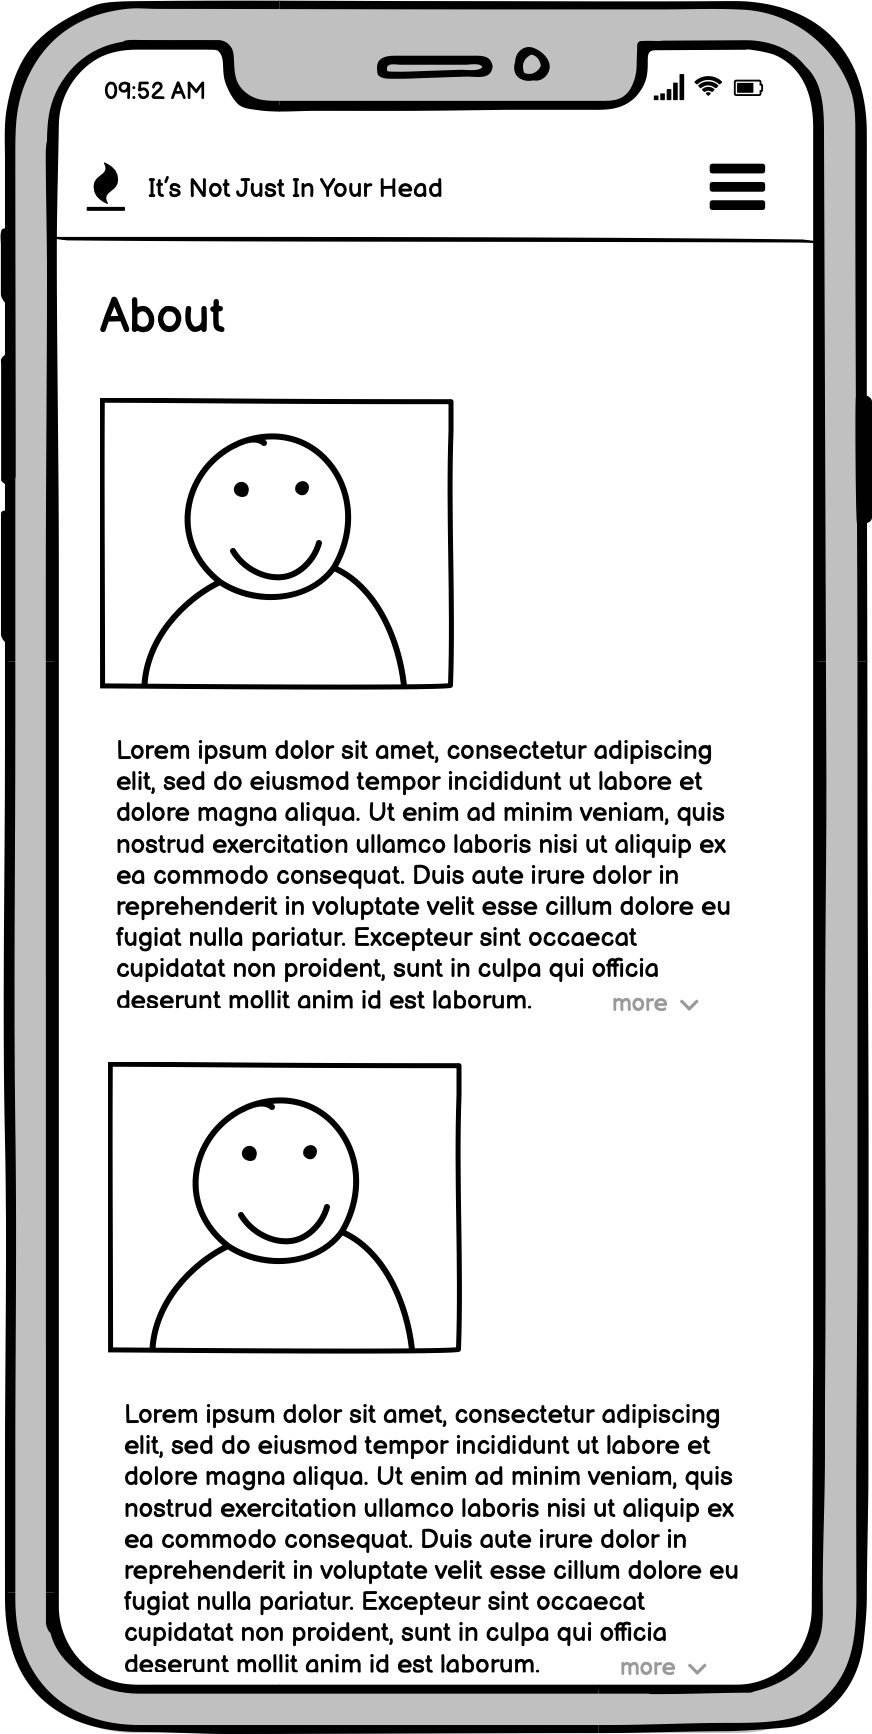 09:52 AM
It's Not Just In Your Head
About
Lorem ipsum dolor sit amet, consectetur adipiscing
elit, sed do eiusmod tempor incididunt ut labore et
dolore magna aliqua. Ut enim ad minim veniam, quis
nostrud exercitation ullamco laboris nisi ut aliquip ex
ea commodo consequat. Duis aute irure dolor in
reprehenderit in voluptate velit esse cillum dolore eu
fugiat nulla pariatur. Excepteur sint occaecat
cupidatat non proident, sunt in culpa qui officia
deserunt mollit anim id est laborum.
more
Lorem ipsum dolor sit amet, consectetur adipiscing
elit, sed do eiusmod tempor incididunt ut labore et
dolore magna aliqua. Ut enim ad minim veniam, quis
nostrud exercitation ullamco laboris nisi ut aliquip ex
ea commodo consequat. Duis aute irure dolor in
reprehenderit in voluptate velit esse cillum dolore eu
fugiat nulla pariatur. Excepteur sint occaecat
cupidatat non proident, sunt in culpa qui officia
deserunt mollit anim id est laborum.
more